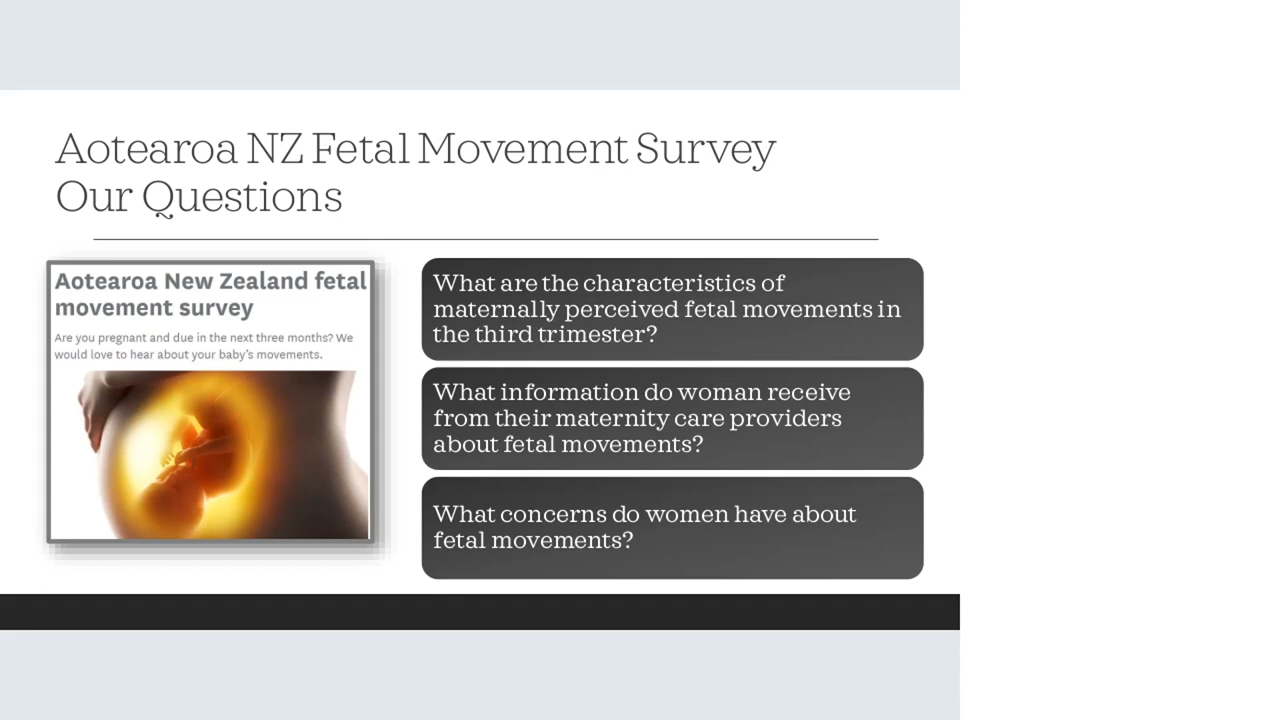 Aotearoa NZ Fetal Movement Survey
Our Questions
Aotearoa New Zealand fetal
movement survey
Are you pregnant and due in the next three months? We
would love to hear about your baby's movements.
What are the characteristics of
maternally perceived fetal movements in
the third trimester?
What information do woman receive
from their maternity care providers
about fetal movements?
What concerns do women have about
fetal movements?